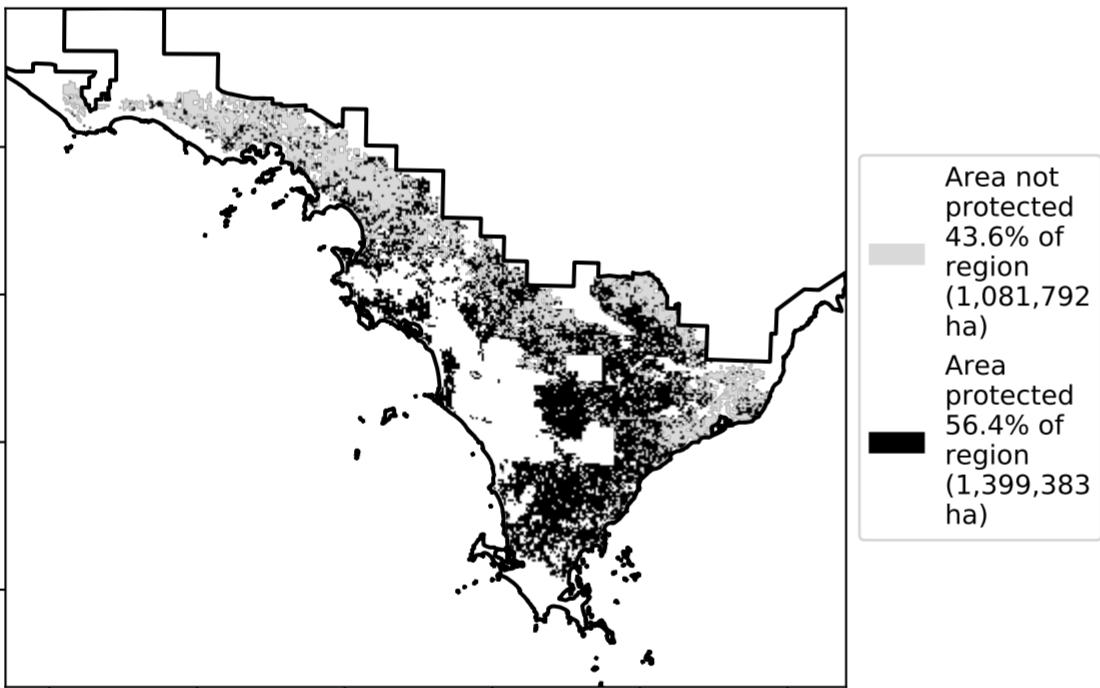 Area not
protected
43.6% of
region
(1,081,792
ha)
Area
protected
56.4% of
region
(1,399,383
ha)